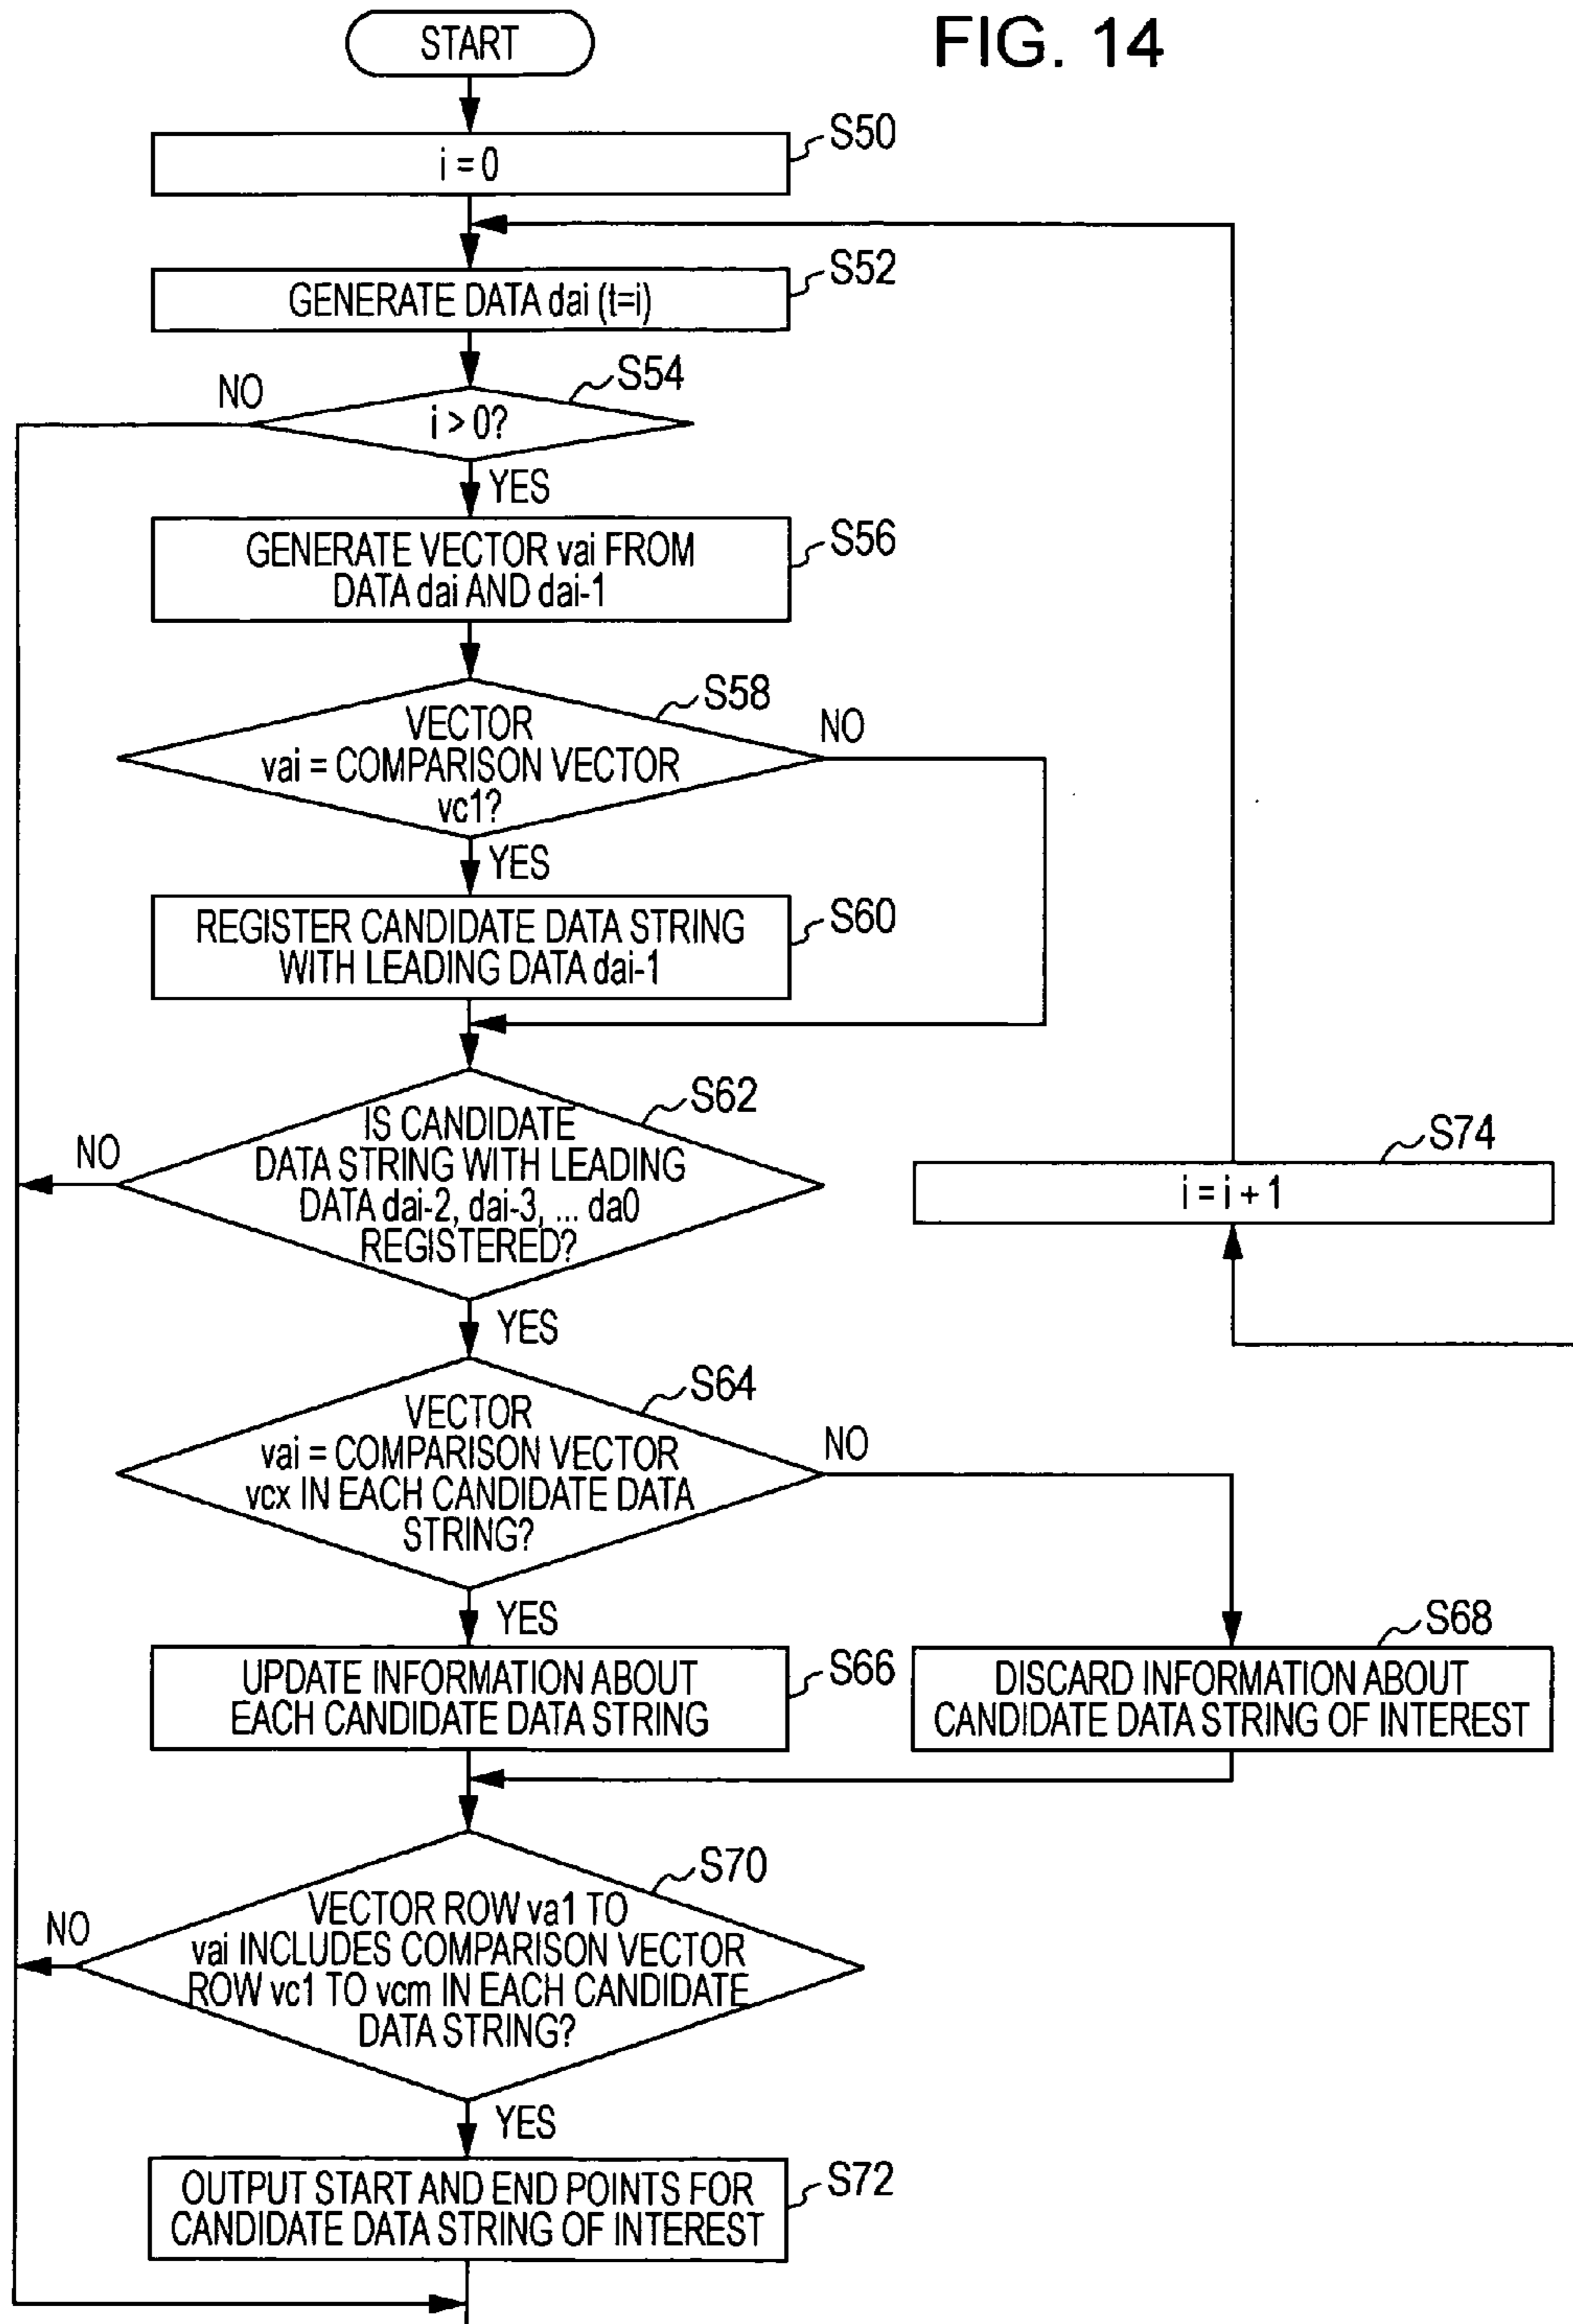 FIG. 14
START
S50
i = 0
S52
GENERATE DATA dai (t=i)
S54
NO
i > 0?
YES
S56
GENERATE VECTOR vai FROM
DATA dai AND dai-1
S58
NO
VECTOR
vai = COMPARISON VECTOR
vc1?
YES
S60
REGISTER CANDIDATE DATA STRING
WITH LEADING DATA dai-1
S62
NO
IS CANDIDATE
DATA STRING WITH LEADING
DATA dai-2, dai-3, ... da0
REGISTERED?
YES
S74
i = i + 1
S64
NO
VECTOR
vai = COMPARISON VECTOR
vcx IN EACH CANDIDATE DATA
STRING?
YES
S66
UPDATE INFORMATION ABOUT
EACH CANDIDATE DATA STRING
S68
DISCARD INFORMATION ABOUT
CANDIDATE DATA STRING OF INTEREST
S70
NO
VECTOR ROW va1 TO
vai INCLUDES COMPARISON VECTOR
ROW vc1 TO vcm IN EACH CANDIDATE
DATA STRING?
YES
S72
OUTPUT START AND END POINTS FOR
CANDIDATE DATA STRING OF INTEREST